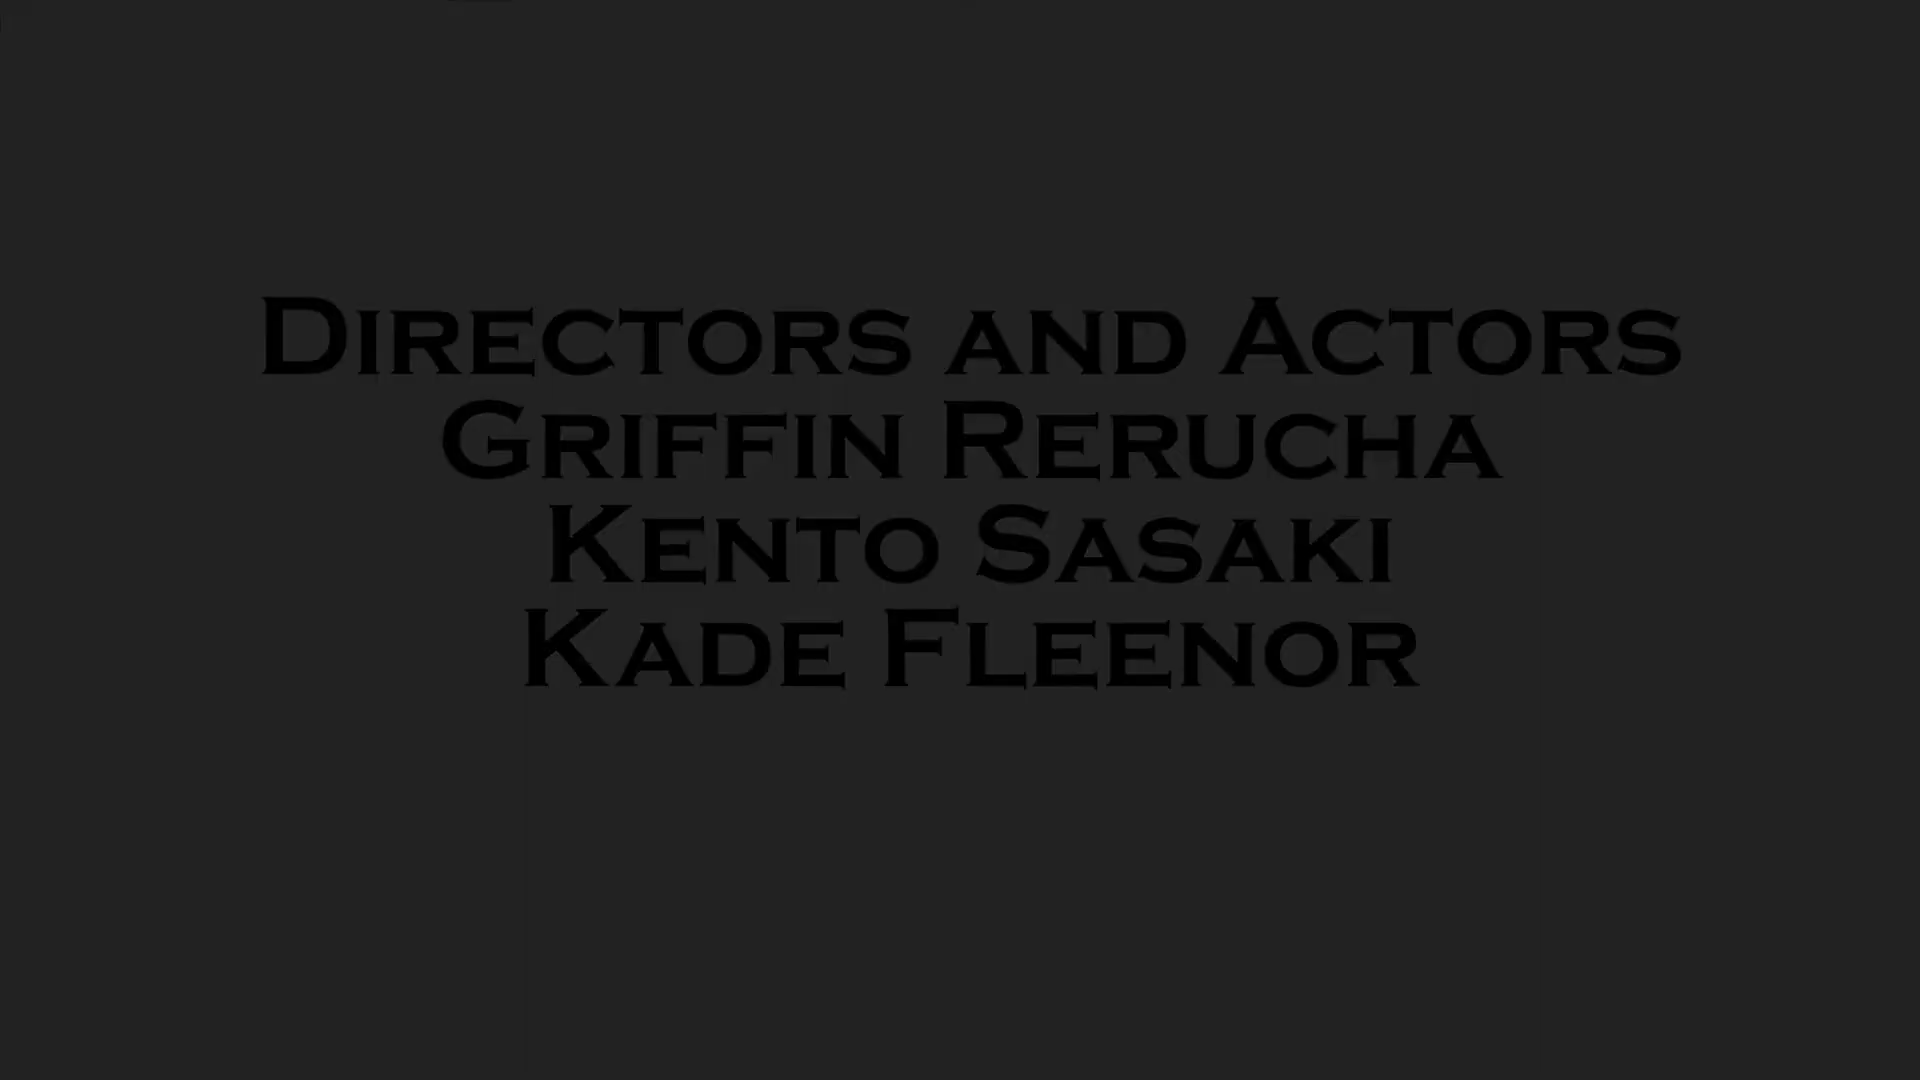 Directors and Actors
Griffin Rerucha
Kento Sasaki
Kade Fleenor